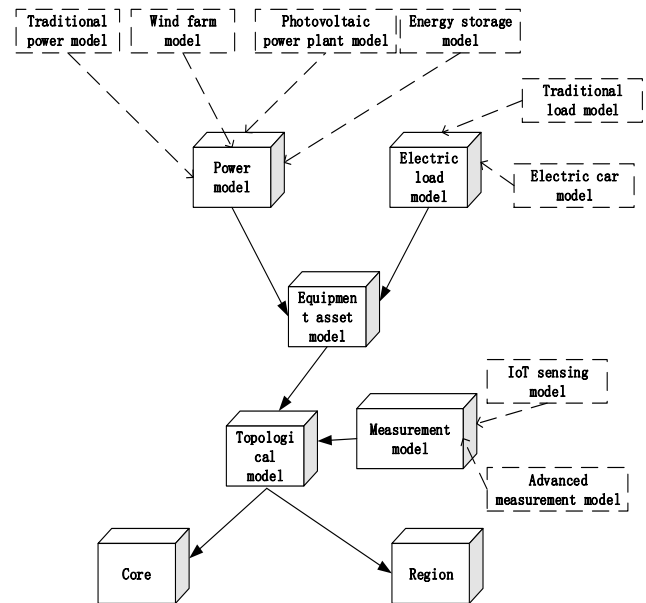 Traditional
power model
Wind farm
model
Photovoltaic
power plant model
Energy storage
model
Traditional
load model
Power
model
Electric
load
model
Electric car
model
Equipmen
t asset
model
IoT sensing
model
Topologi
cal
model
Measurement
model
Advanced
measurement model
Core
Region